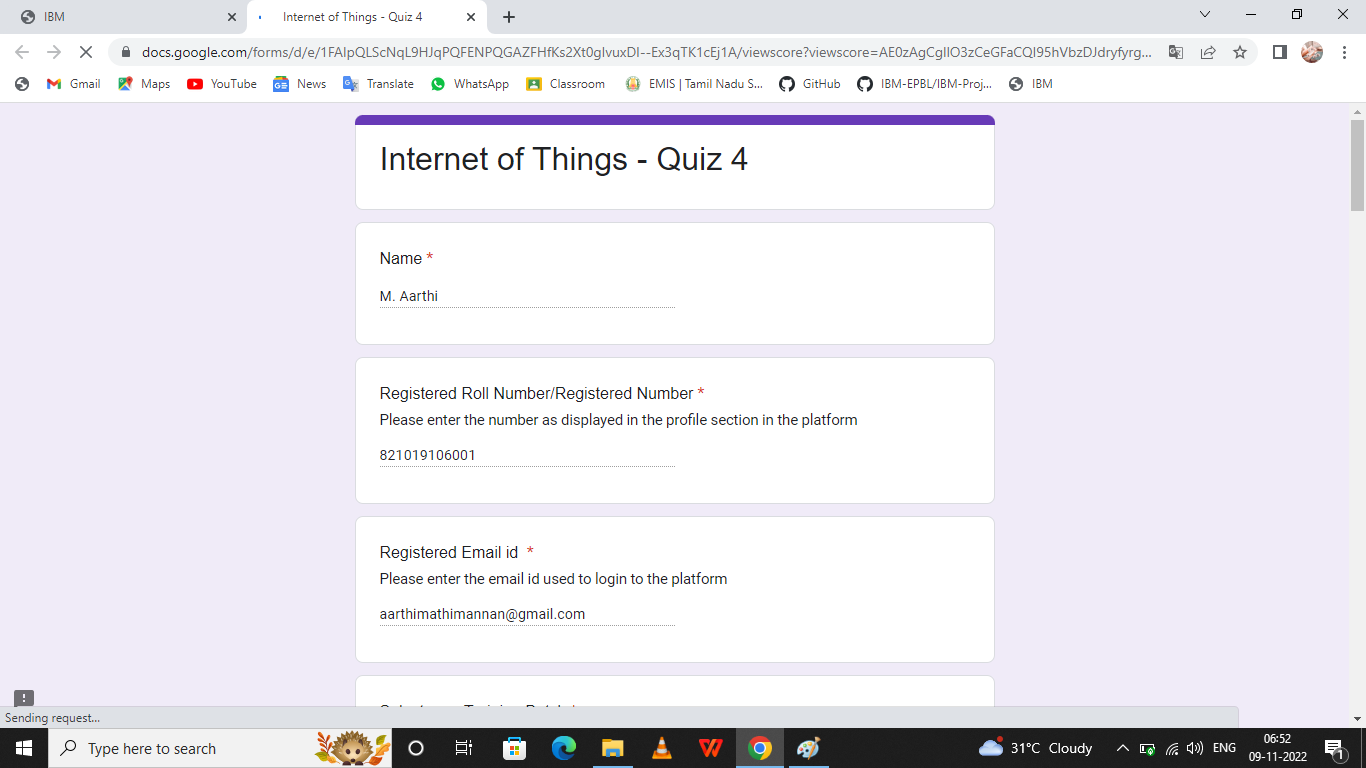 IBM
Internet of Things - Quiz 4
docs.google.com/forms/d/e/1FAIpQLScNqL9HJqPQFENPQGAZFHfKs2Xt0gIvuxDI--Ex3qTK1cEj1A/viewscore?viewscore=AE0zAgCgIlO3zCeGFaCQI95hVbzDJdryfyrg...
Gmail
Maps
YouTube
News
Translate
WhatsApp
Classroom
EMIS | Tamil Nadu S...
GitHub
IBM-EPBL/IBM-Proj...
IBM
Internet of Things - Quiz 4
Name *
M. Aarthi
Registered Roll Number/Registered Number *
Please enter the number as displayed in the profile section in the platform
821019106001
Registered Email id *
Please enter the email id used to login to the platform
aarthimathimannan@gmail.com
Sending request...
Type here to search
31°C Cloudy
ENG
06:52
09-11-2022
1